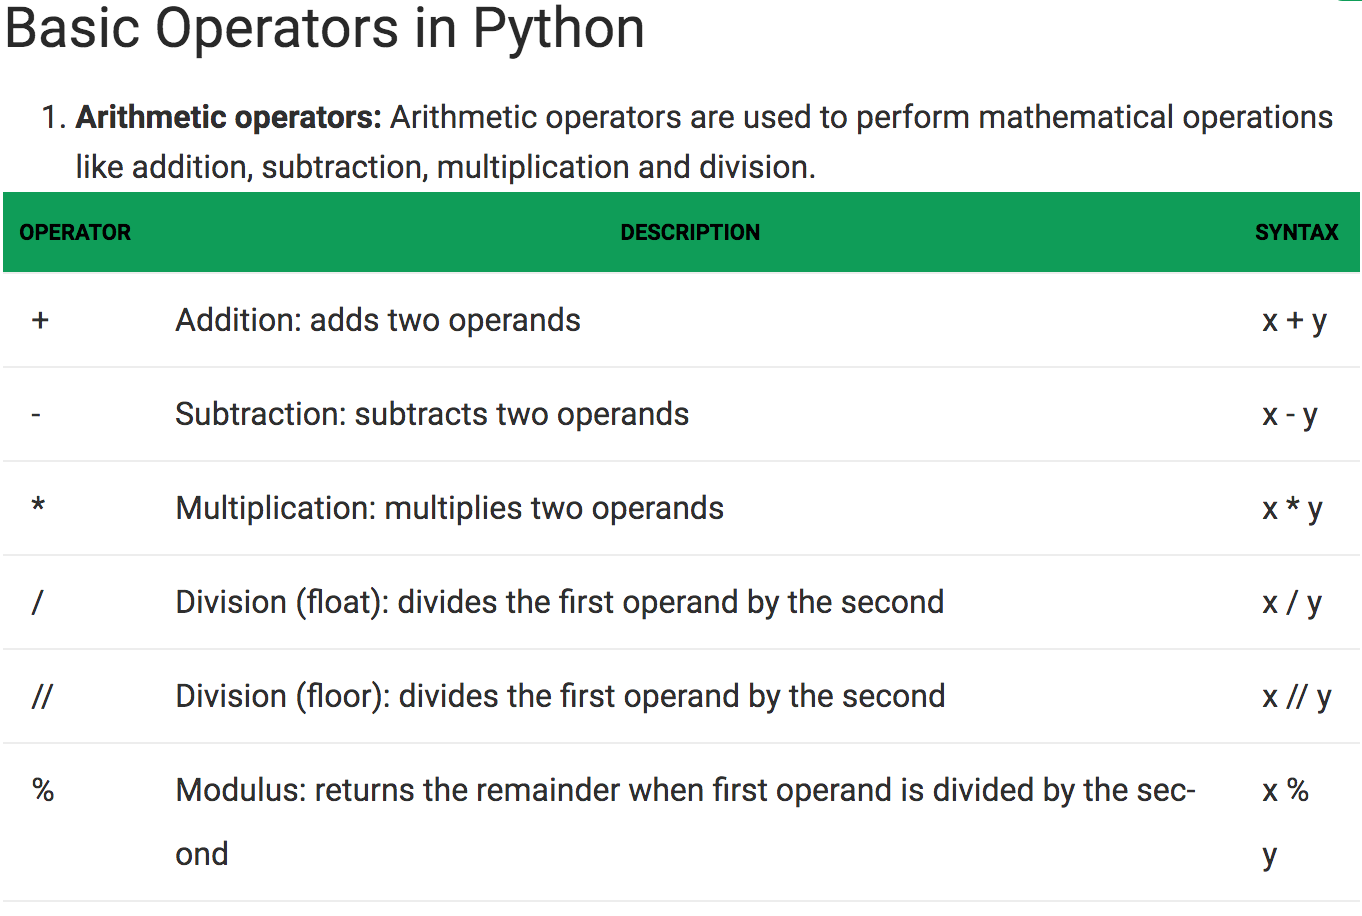 Basic Operators in Python
1. Arithmetic operators: Arithmetic operators are used to perform mathematical operations
like addition, subtraction, multiplication and division.
OPERATOR DESCRIPTION SYNTAX
+ Addition: adds two operands x + y
- Subtraction: subtracts two operands x - y
* Multiplication: multiplies two operands x * y
/ Division (float): divides the first operand by the second x / y
// Division (floor): divides the first operand by the second x // y
% Modulus: returns the remainder when first operand is divided by the sec- x %
ond y